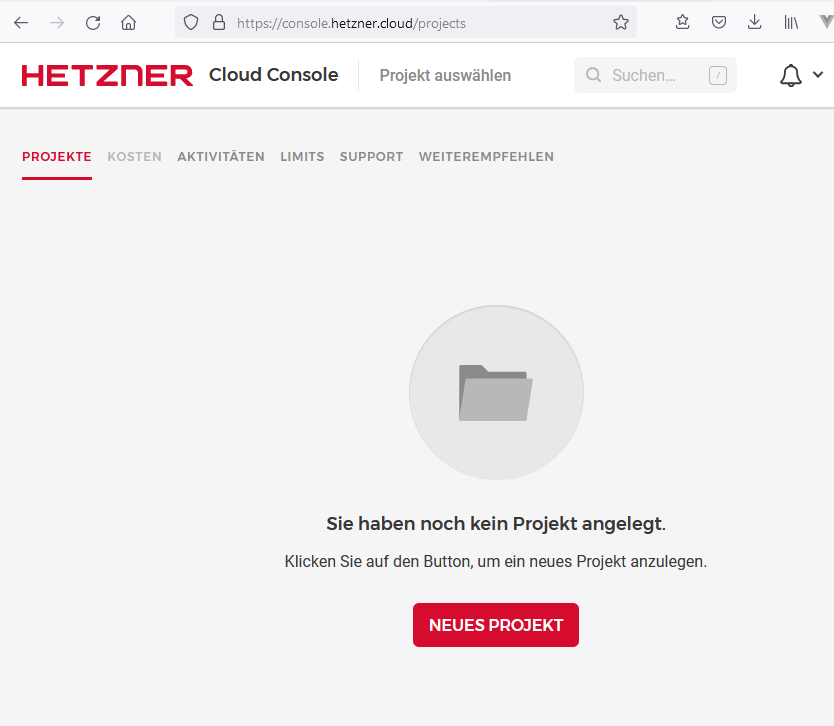 https://console.hetzner.cloud/projects
HETZNER Cloud Console Projekt auswählen Suchen... /
PROJEKTE KOSTEN AKTIVITÄTEN LIMITS SUPPORT WEITEREMPFEHLEN
Sie haben noch kein Projekt angelegt.
Klicken Sie auf den Button, um ein neues Projekt anzulegen.
NEUES PROJEKT